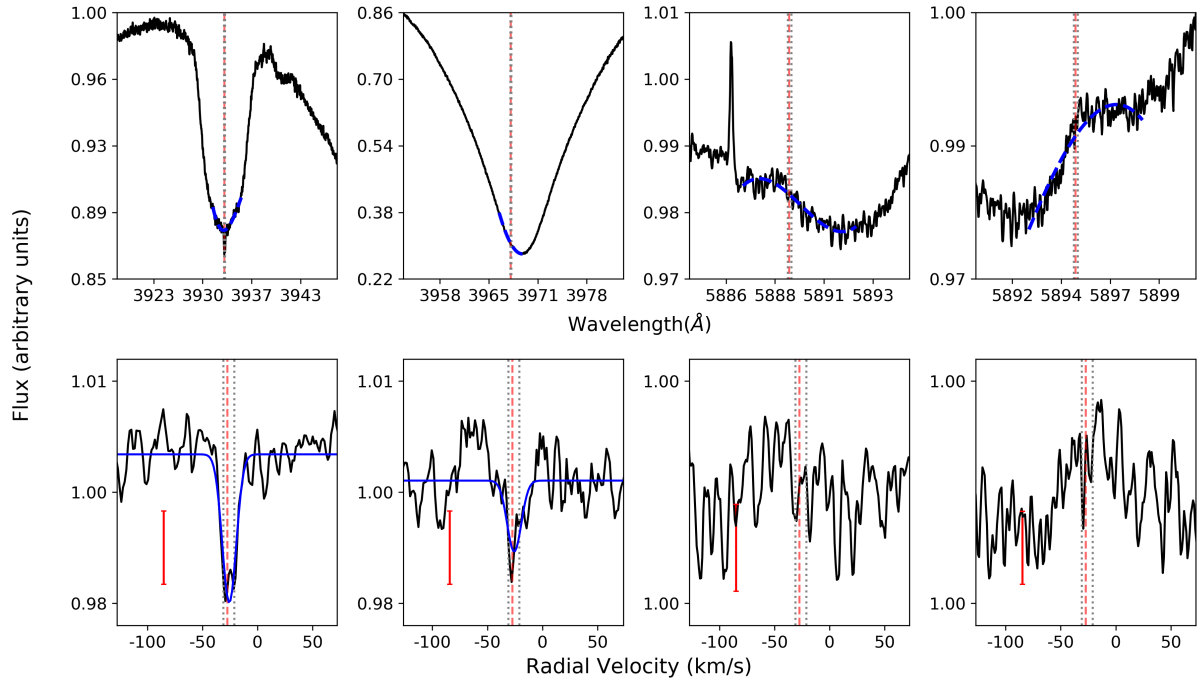 Flux (arbitrary units)
1.00 0.86 1.01 1.00
0.96 0.70 1.00 0.99
0.93 0.54 0.99 0.99
0.89 0.38 0.98 0.98
0.85 0.22 0.97 0.97
3923 3930 3937 3943 3958 3965 3971 3978 5886 5888 5891 5893 5892 5894 5897 5899
Wavelength(Å)
1.01 1.01 1.00 1.00
1.00 1.00
0.98 0.98 1.00 1.00
-100 -50 0 50 -100 -50 0 50 -100 -50 0 50 -100 -50 0 50
Radial Velocity (km/s)